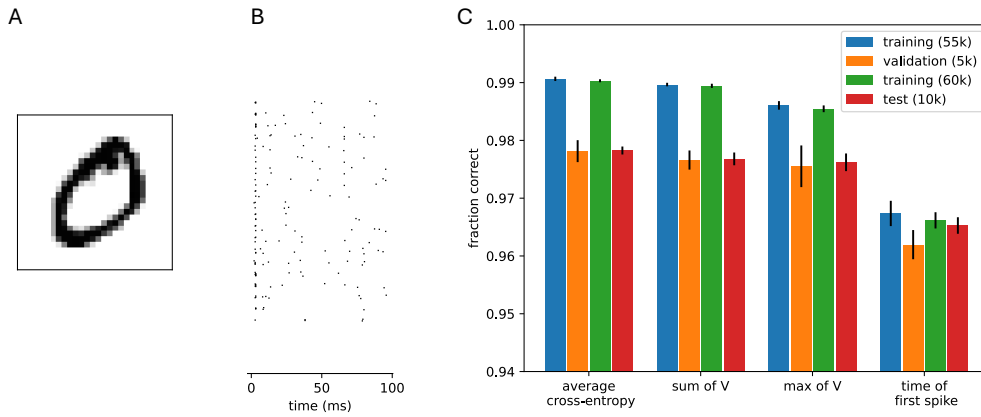 A
B
0 50 100
time (ms)
C
fraction correct
1.00
0.99
0.98
0.97
0.96
0.95
0.94
training (55k)
validation (5k)
training (60k)
test (10k)
average
cross-entropy
sum of V
max of V
time of
first spike